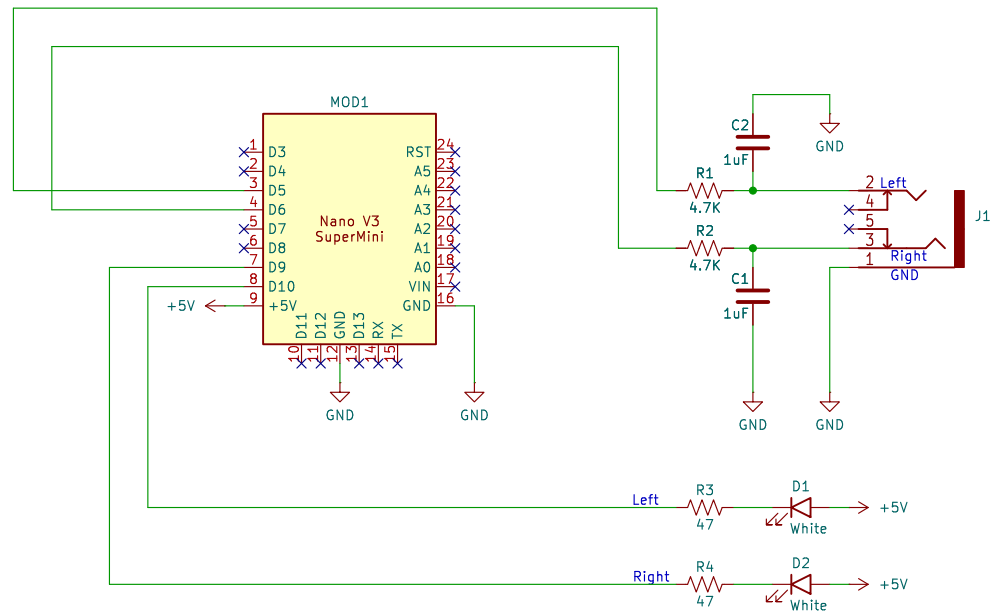 MOD1
Nano V3
SuperMini
1 D3
2 D4
3 D5
4 D6
5 D7
6 D8
7 D9
8 D10
9 +5V
+5V
10 D11
11 D12
12 GND
13 D13
14 RX
15 TX
RST 24
A5 23
A4 22
A3 21
A2 20
A1 19
A0 18
VIN 17
GND 16
GND
GND
C2
1uF
GND
R1
4.7K
R2
4.7K
C1
1uF
GND
GND
2 Left
4
5
3
Right
1
GND
J1
Left
R3
47
D1
White
+5V
Right
R4
47
D2
White
+5V